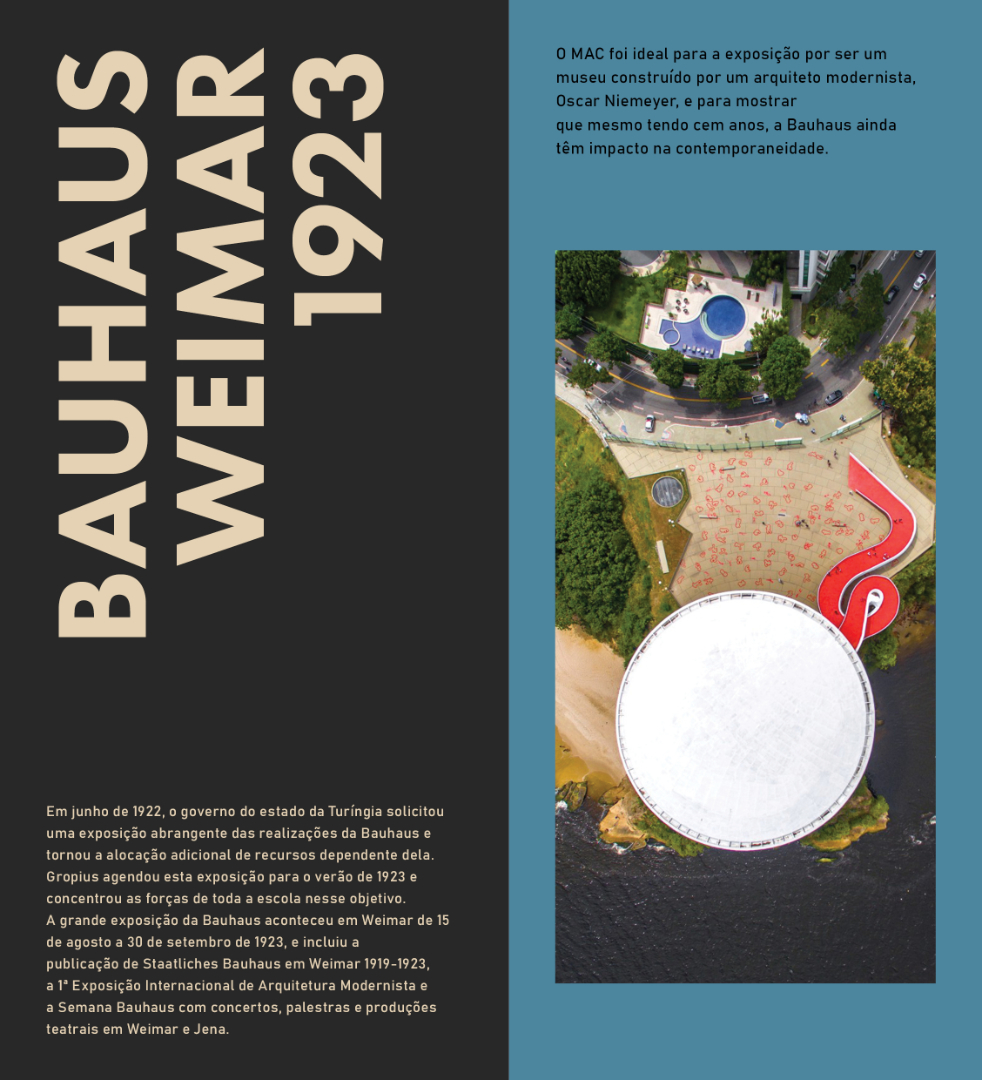 BAUHAUS
WEIMAR
1923
Em junho de 1922, o governo do estado da Turíngia solicitou
uma exposição abrangente das realizações da Bauhaus e
tornou a alocação adicional de recursos dependente dela.
Gropius agendou esta exposição para o verão de 1923 e
concentrou as forças de toda a escola nesse objetivo.
A grande exposição da Bauhaus aconteceu em Weimar de 15
de agosto a 30 de setembro de 1923, e incluiu a
publicação de Staatliches Bauhaus em Weimar 1919-1923,
a 1ª Exposição Internacional de Arquitetura Modernista e
a Semana Bauhaus com concertos, palestras e produções
teatrais em Weimar e Jena.
O MAC foi ideal para a exposição por ser um
museu construído por um arquiteto modernista,
Oscar Niemeyer, e para mostrar
que mesmo tendo cem anos, a Bauhaus ainda
têm impacto na contemporaneidade.